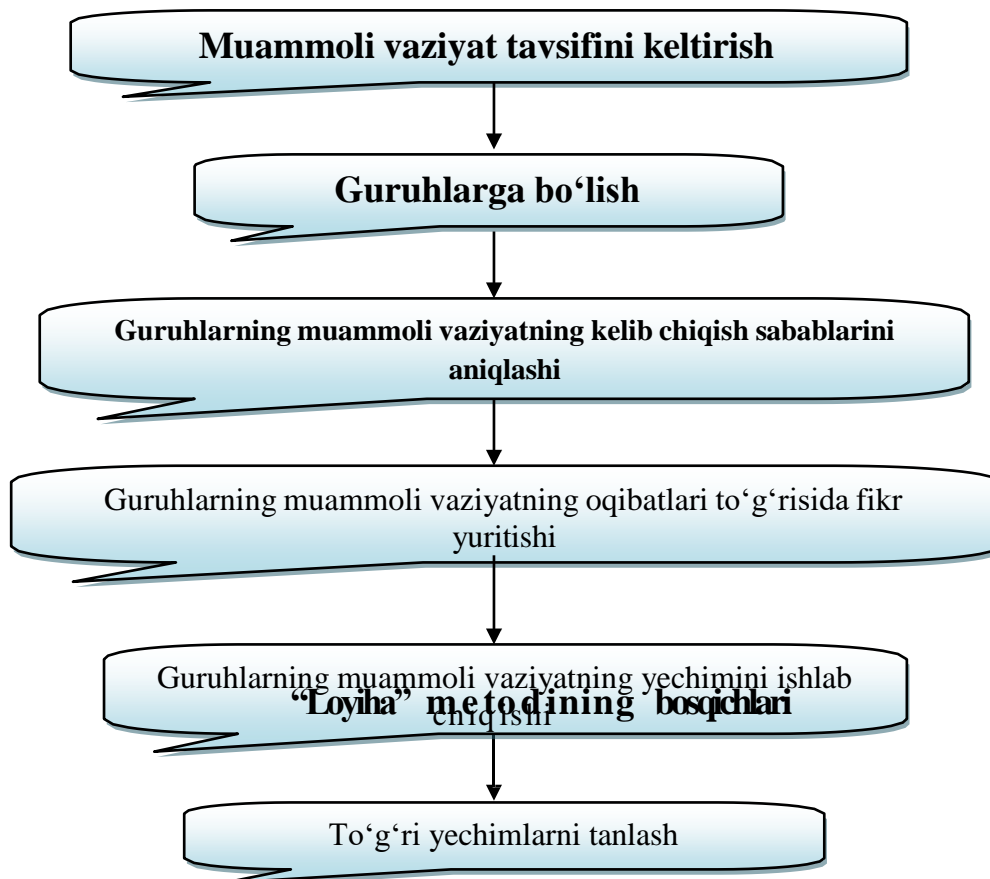 Muammoli vaziyat tavsifini keltirish
Guruhlarga bo‘lish
Guruhlarning muammoli vaziyatning kelib chiqish sabablarini
aniqlashi
Guruhlarning muammoli vaziyatning oqibatlari to‘g‘risida fikr
yuritishi
Guruhlarning muammoli vaziyatning yechimini ishlab
chiqishi
“Loyiha” metodining bosqichlari
To‘g‘ri yechimlarni tanlash